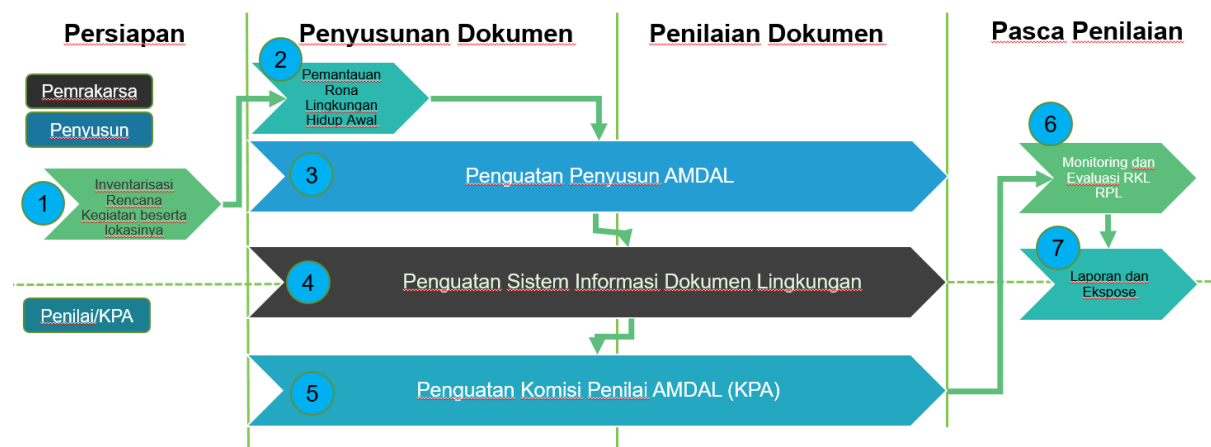 Persiapan
Penyusunan Dokumen
Penilaian Dokumen
Pasca Penilaian
Pemrakarsa
Penyusun
1
Inventarisasi
Rencana
Kegiatan beserta
lokasinya
2
Pemantauan
Rona
Lingkungan
Hidup Awal
3
Penguatan Penyusun AMDAL
4
Penguatan Sistem Informasi Dokumen Lingkungan
Penilai/KPA
5
Penguatan Komisi Penilai AMDAL (KPA)
6
Monitoring dan
Evaluasi RKL
RPL
7
Laporan dan
Ekspose